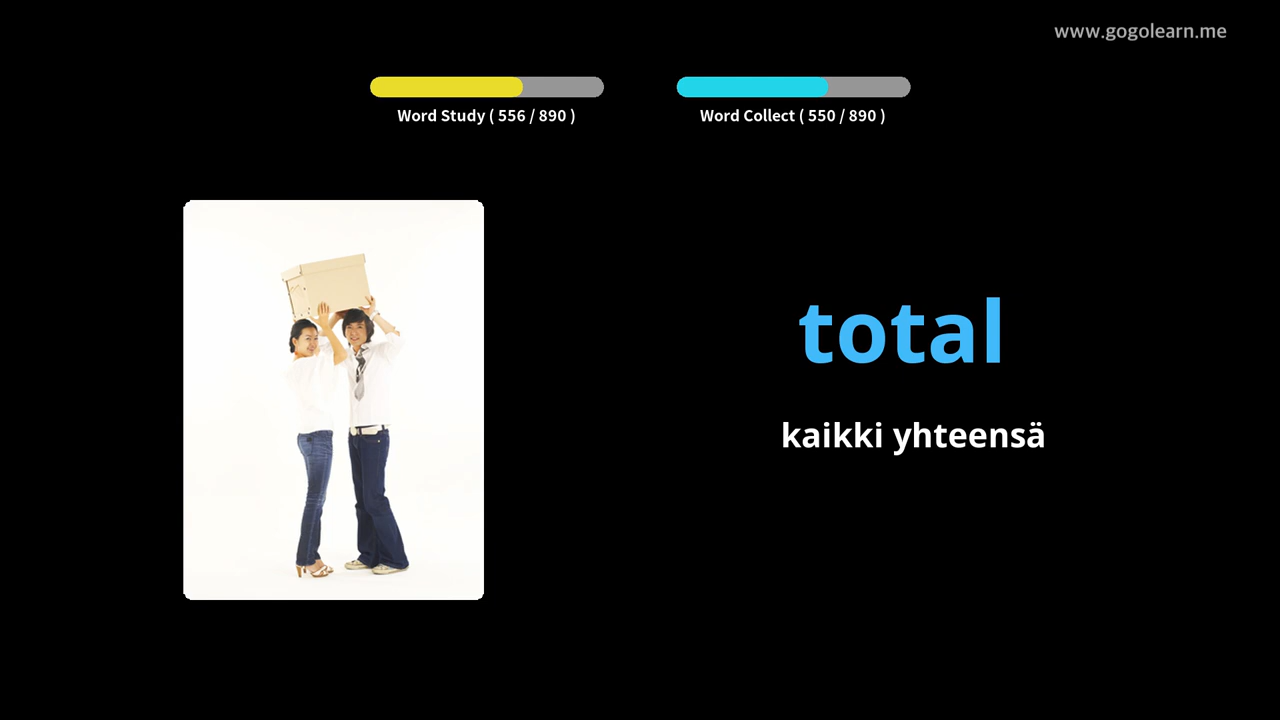 www.gogolearn.me
Word Study ( 556 / 890 )
Word Collect ( 550 / 890 )
total
kaikki yhteensä